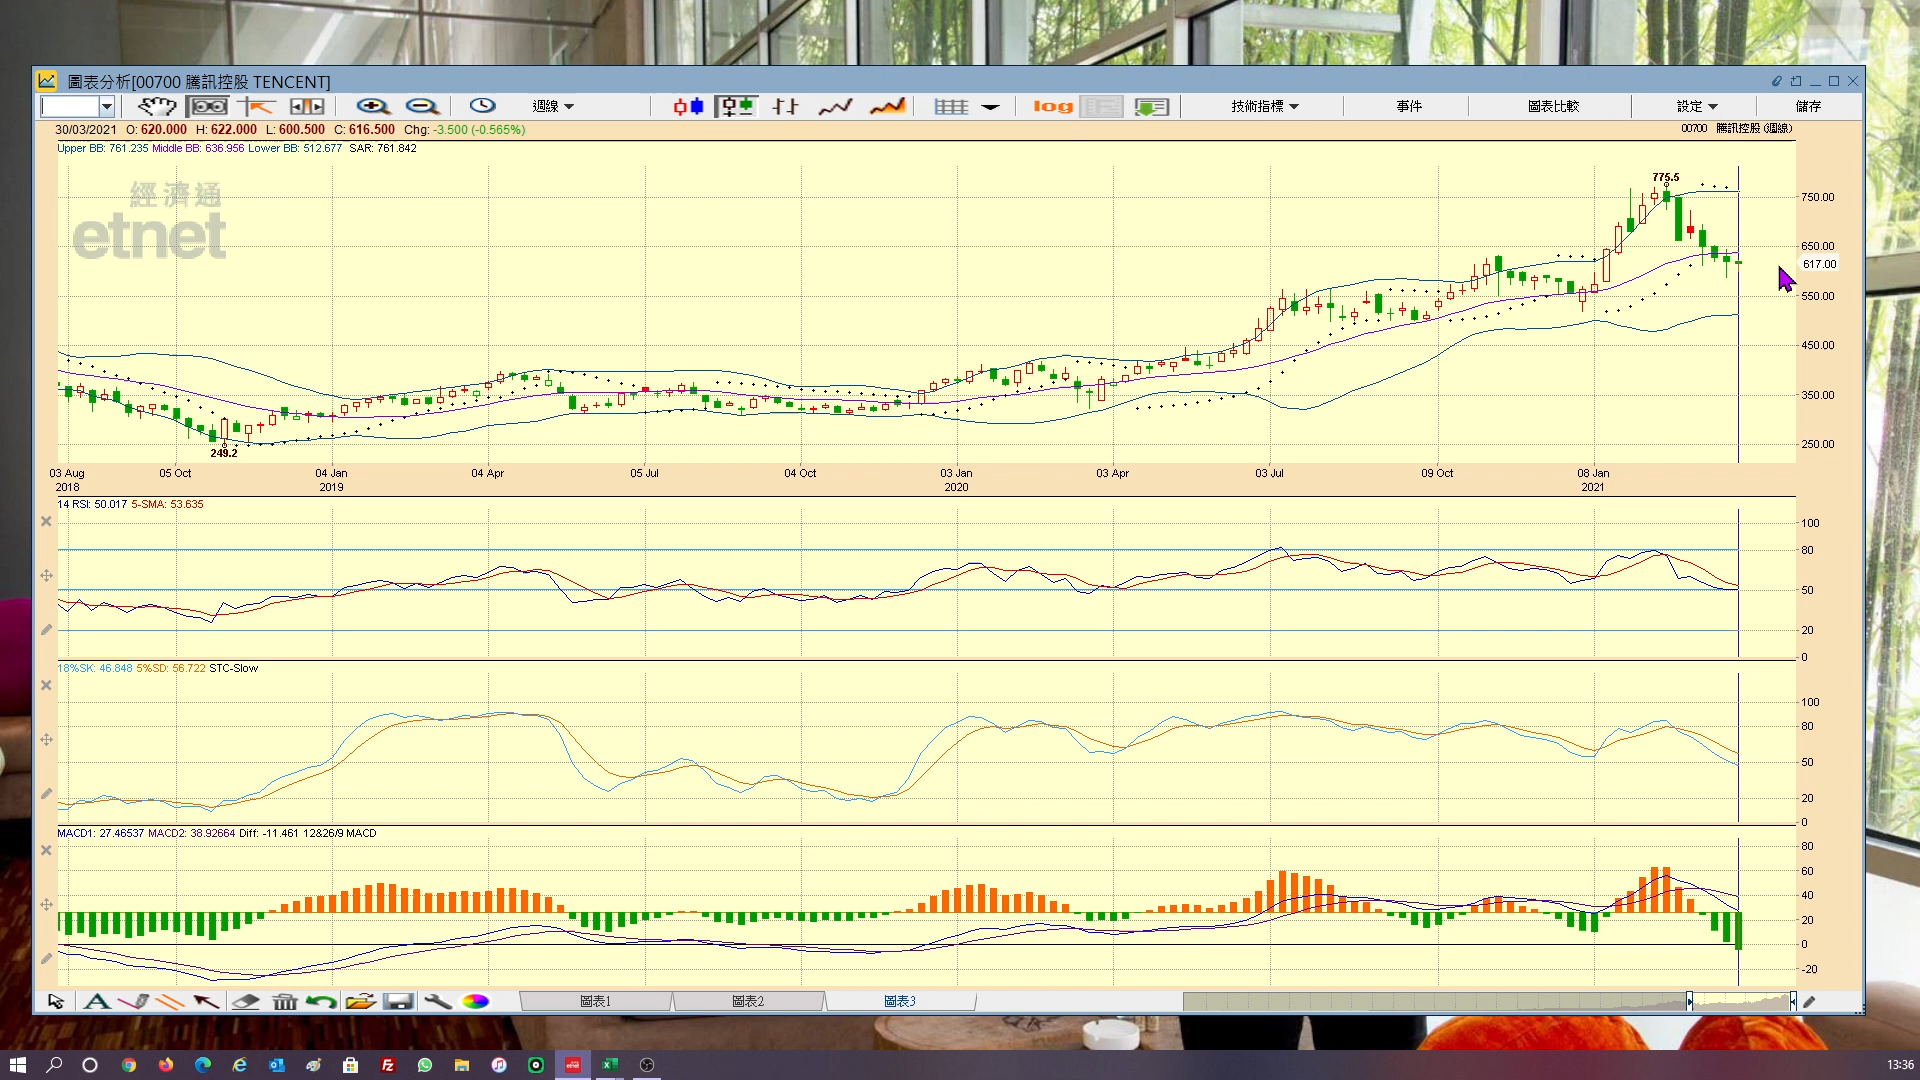 圖表分析[00700 騰訊控股 TENCENT]
週線
log
技術指標
事件
圖表比較
設定
儲存
30/03/2021 O: 620.000 H: 622.000 L: 600.500 C: 616.500 Chg: -3.500 (-0.565%)
00700 騰訊控股 (週線)
Upper BB: 761.235 Middle BB: 636.956 Lower BB: 512.677 SAR: 761.842
經濟通
etnet
775.5
249.2
750.00
650.00
617.00
550.00
450.00
350.00
250.00
03 Aug 05 Oct 04 Jan 04 Apr 05 Jul 04 Oct 03 Jan 03 Apr 03 Jul 09 Oct 08 Jan
2018 2019 2020 2021
14 RSI: 50.017 5-SMA: 53.635
100
80
50
20
0
18%SK: 46.848 5%SD: 56.722 STC-Slow
100
80
50
20
0
MACD1: 27.46537 MACD2: 38.92664 Diff: -11.461 12&26/9 MACD
80
60
40
20
0
-20
圖表1
圖表2
圖表3
13:36